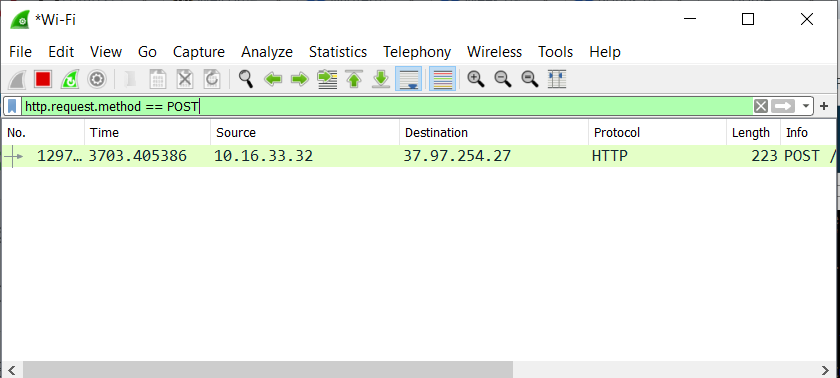 *Wi-Fi
File Edit View Go Capture Analyze Statistics Telephony Wireless Tools Help
http.request.method == POST
No. Time Source Destination Protocol Length Info
1297... 3703.405386 10.16.33.32 37.97.254.27 HTTP 223 POST /